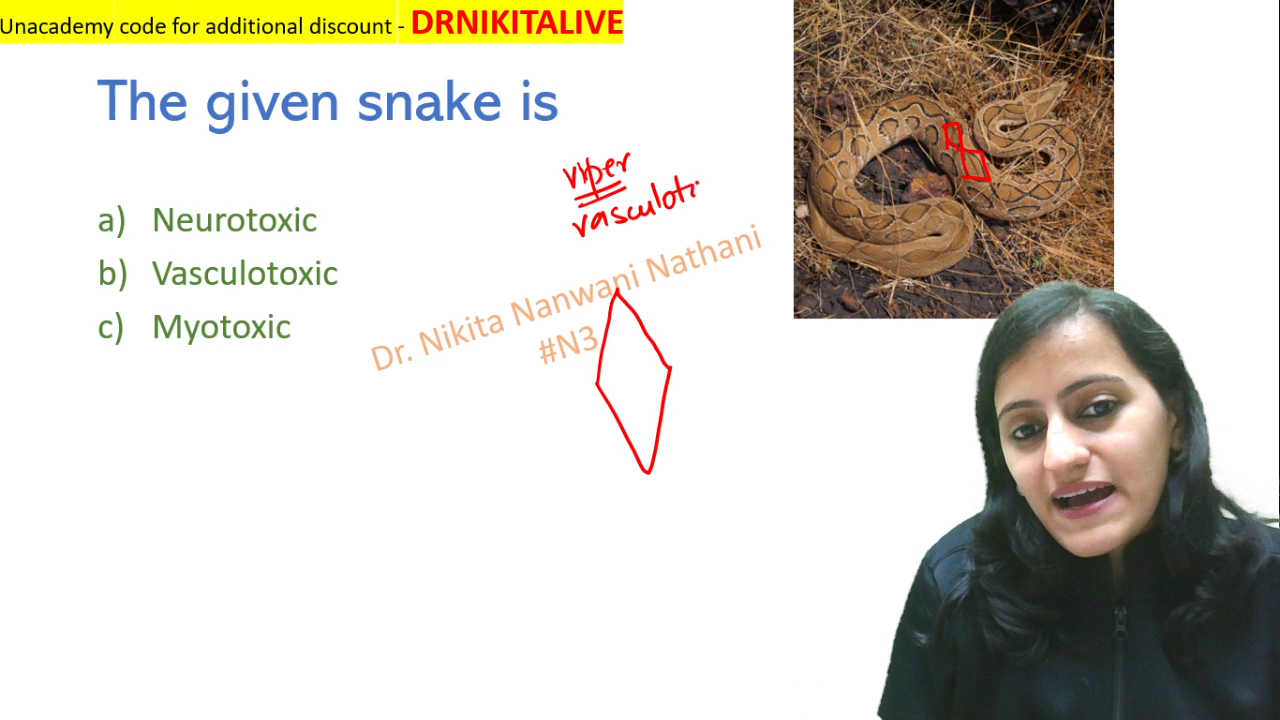 Unacademy code for additional discount - DRNIKITALIVE
The given snake is
viper
vasculoti
a) Neurotoxic
b) Vasculotoxic
c) Myotoxic
Dr. Nikita Nanwani Nathani
#N3